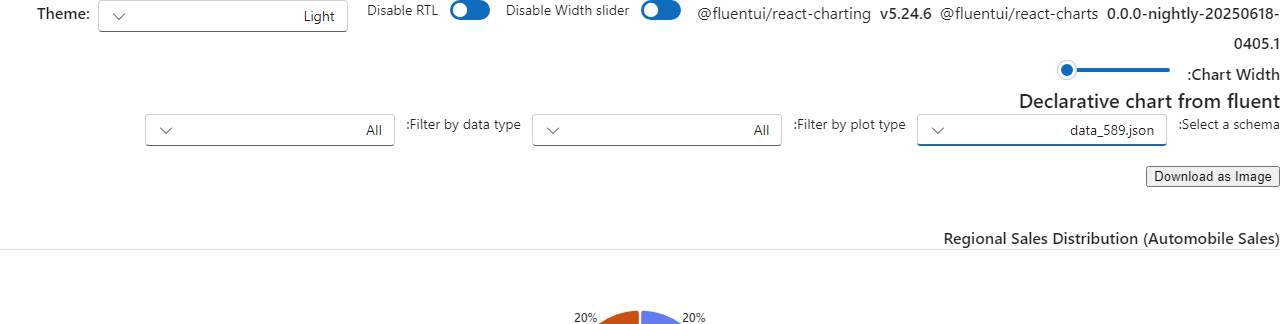 Theme:
Light
Disable RTL
Disable Width slider
@fluentui/react-charting v5.24.6 @fluentui/react-charts 0.0.0-nightly-20250618-
0405.1
:Chart Width
Declarative chart from fluent
:Select a schema
data_589.json
:Filter by plot type
All
:Filter by data type
All
Download as Image
Regional Sales Distribution (Automobile Sales)
20%
20%